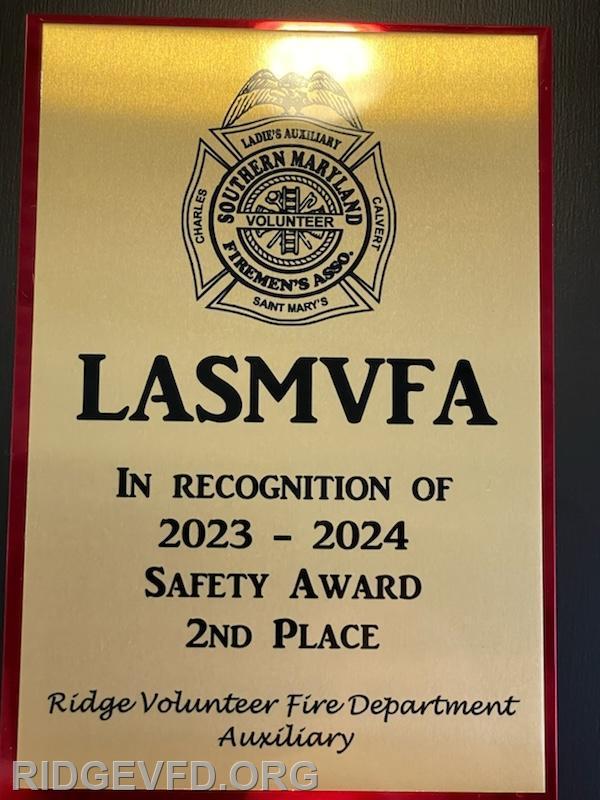 LADIE'S AUXILIARY
SOUTHERN MARYLAND
CHARLES
VOLUNTEER
CALVERT
FIREMEN'S ASSO.
SAINT MARY'S
LASMVFA
IN RECOGNITION OF
2023 - 2024
SAFETY AWARD
2ND PLACE
Ridge Volunteer Fire Department
Auxiliary
RIDGEVFD.ORG